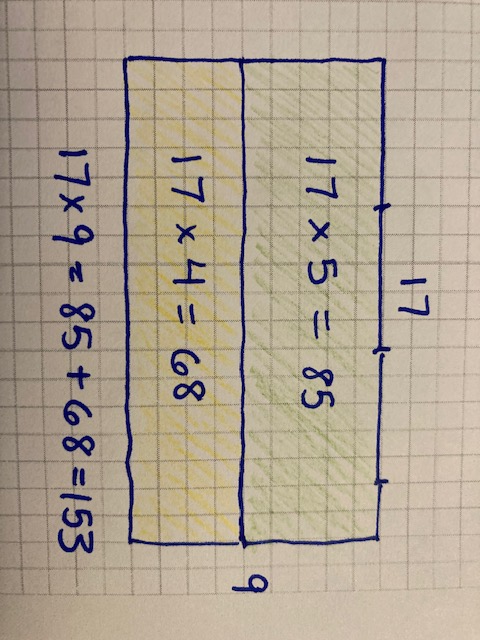 17
17 × 5 = 85
17 × 4 = 68
9
17 × 9 = 85 + 68 = 153